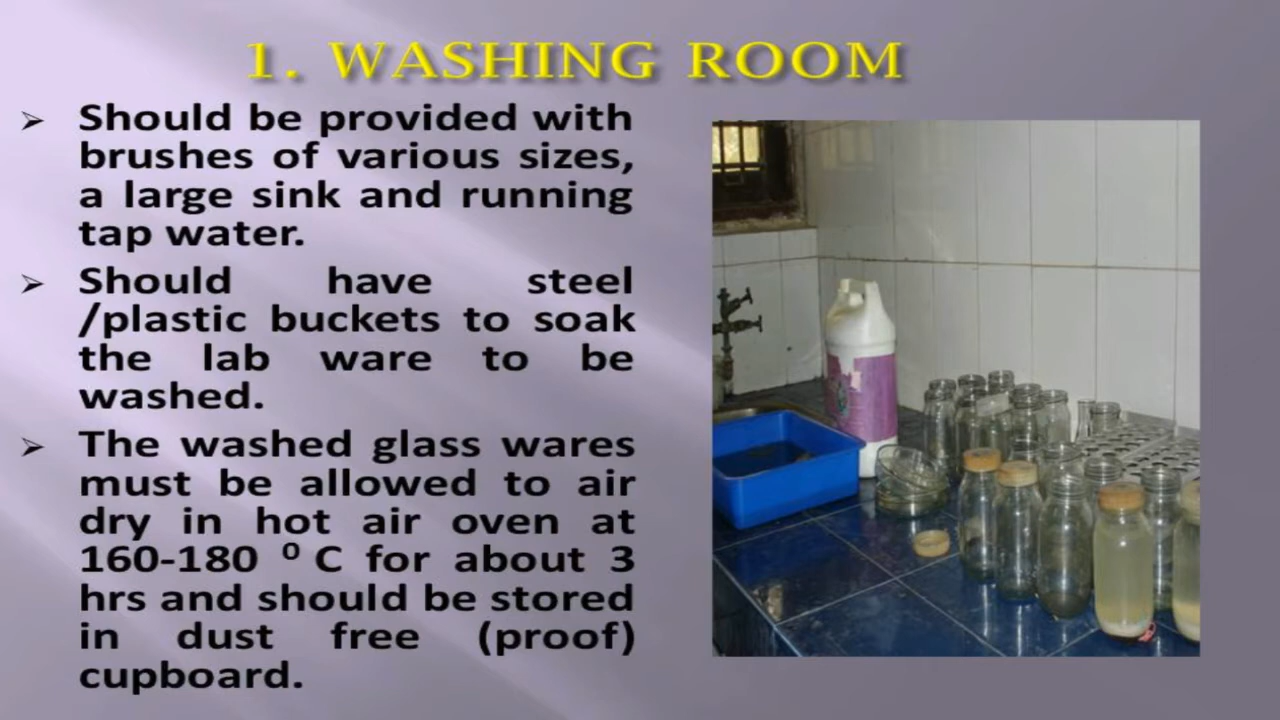 1. WASHING ROOM
➢ Should be provided with
brushes of various sizes,
a large sink and running
tap water.
➢ Should have steel
/plastic buckets to soak
the lab ware to be
washed.
➢ The washed glass wares
must be allowed to air
dry in hot air oven at
160-180 ⁰ C for about 3
hrs and should be stored
in dust free (proof)
cupboard.